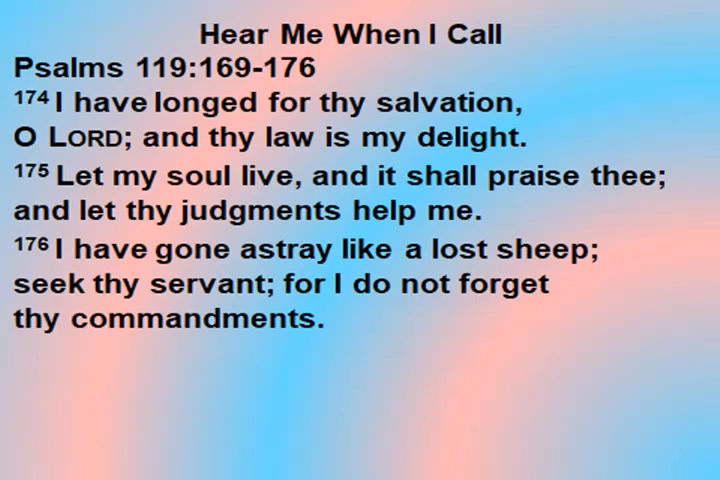 Hear Me When I Call
Psalms 119:169-176
174 I have longed for thy salvation,
O LORD; and thy law is my delight.
175 Let my soul live, and it shall praise thee;
and let thy judgments help me.
176 I have gone astray like a lost sheep;
seek thy servant; for I do not forget
thy commandments.